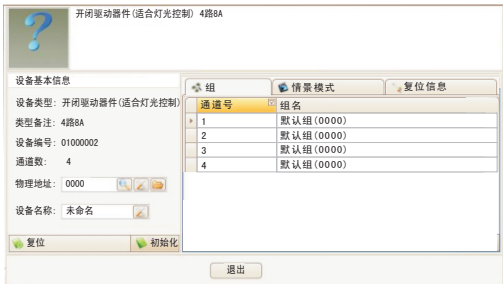 开闭驱动器件(适合灯光控制) 4路8A
设备基本信息
设备类型: 开闭驱动器件(适合灯光控制)
类型备注: 4路8A
设备编号: 01000002
通道数: 4
物理地址: 0000
设备名称: 未命名
复位 初始化
组 情景模式 复位信息
通道号 组名
1 默认组(0000)
2 默认组(0000)
3 默认组(0000)
4 默认组(0000)
退出